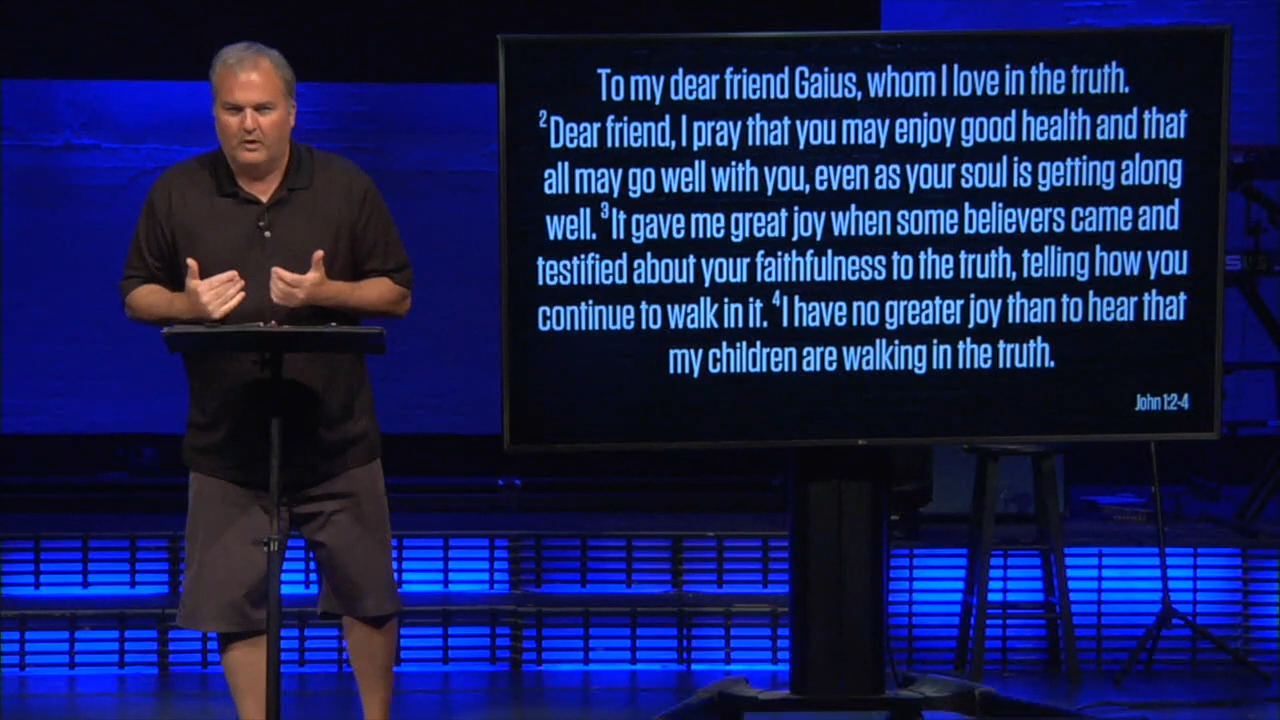 To my dear friend Gaius, whom I love in the truth.
²Dear friend, I pray that you may enjoy good health and that
all may go well with you, even as your soul is getting along
well. ³It gave me great joy when some believers came and
testified about your faithfulness to the truth, telling how you
continue to walk in it. ⁴I have no greater joy than to hear that
my children are walking in the truth.
John 1:2-4